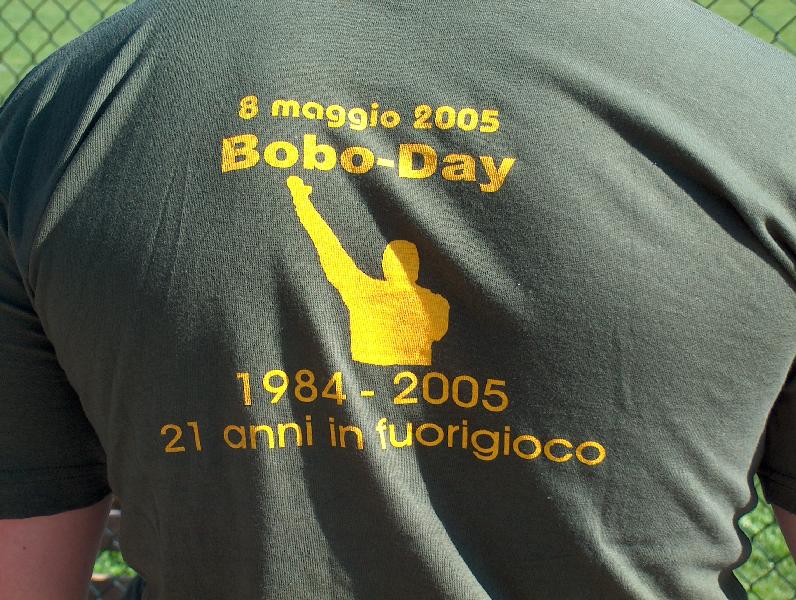 8 maggio 2005
Bobo-Day
1984 - 2005
21 anni in fuorigioco